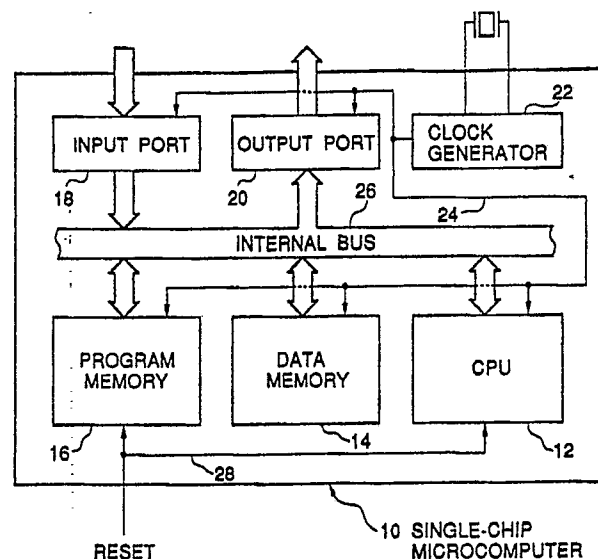 22
INPUT PORT
OUTPUT PORT
CLOCK
GENERATOR
18
20
26
24
INTERNAL BUS
PROGRAM
MEMORY
DATA
MEMORY
CPU
16
14
12
28
RESET
10 SINGLE-CHIP
MICROCOMPUTER